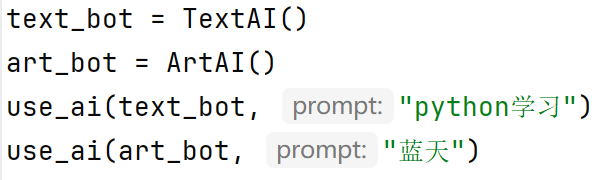 text_bot = TextAI()
art_bot = ArtAI()
use_ai(text_bot, prompt: "python学习")
use_ai(art_bot, prompt: "蓝天")